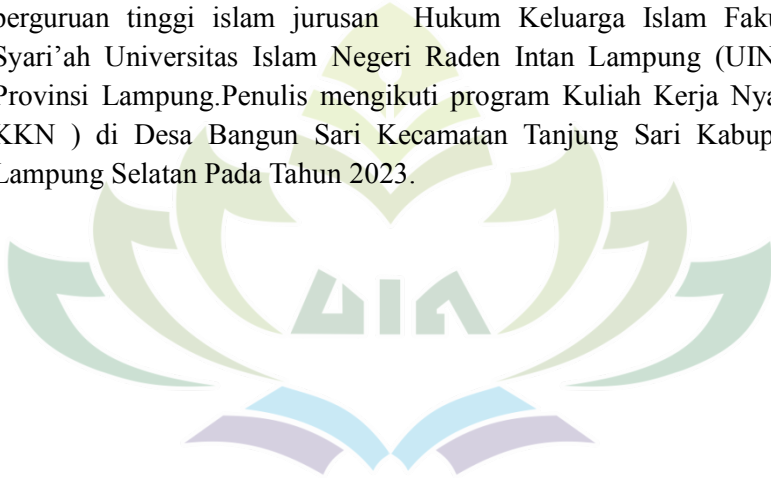 perguruan tinggi islam jurusan Hukum Keluarga Islam Faku
Syari’ah Universitas Islam Negeri Raden Intan Lampung (UIN
Provinsi Lampung.Penulis mengikuti program Kuliah Kerja Nya
KKN ) di Desa Bangun Sari Kecamatan Tanjung Sari Kabup
Lampung Selatan Pada Tahun 2023.